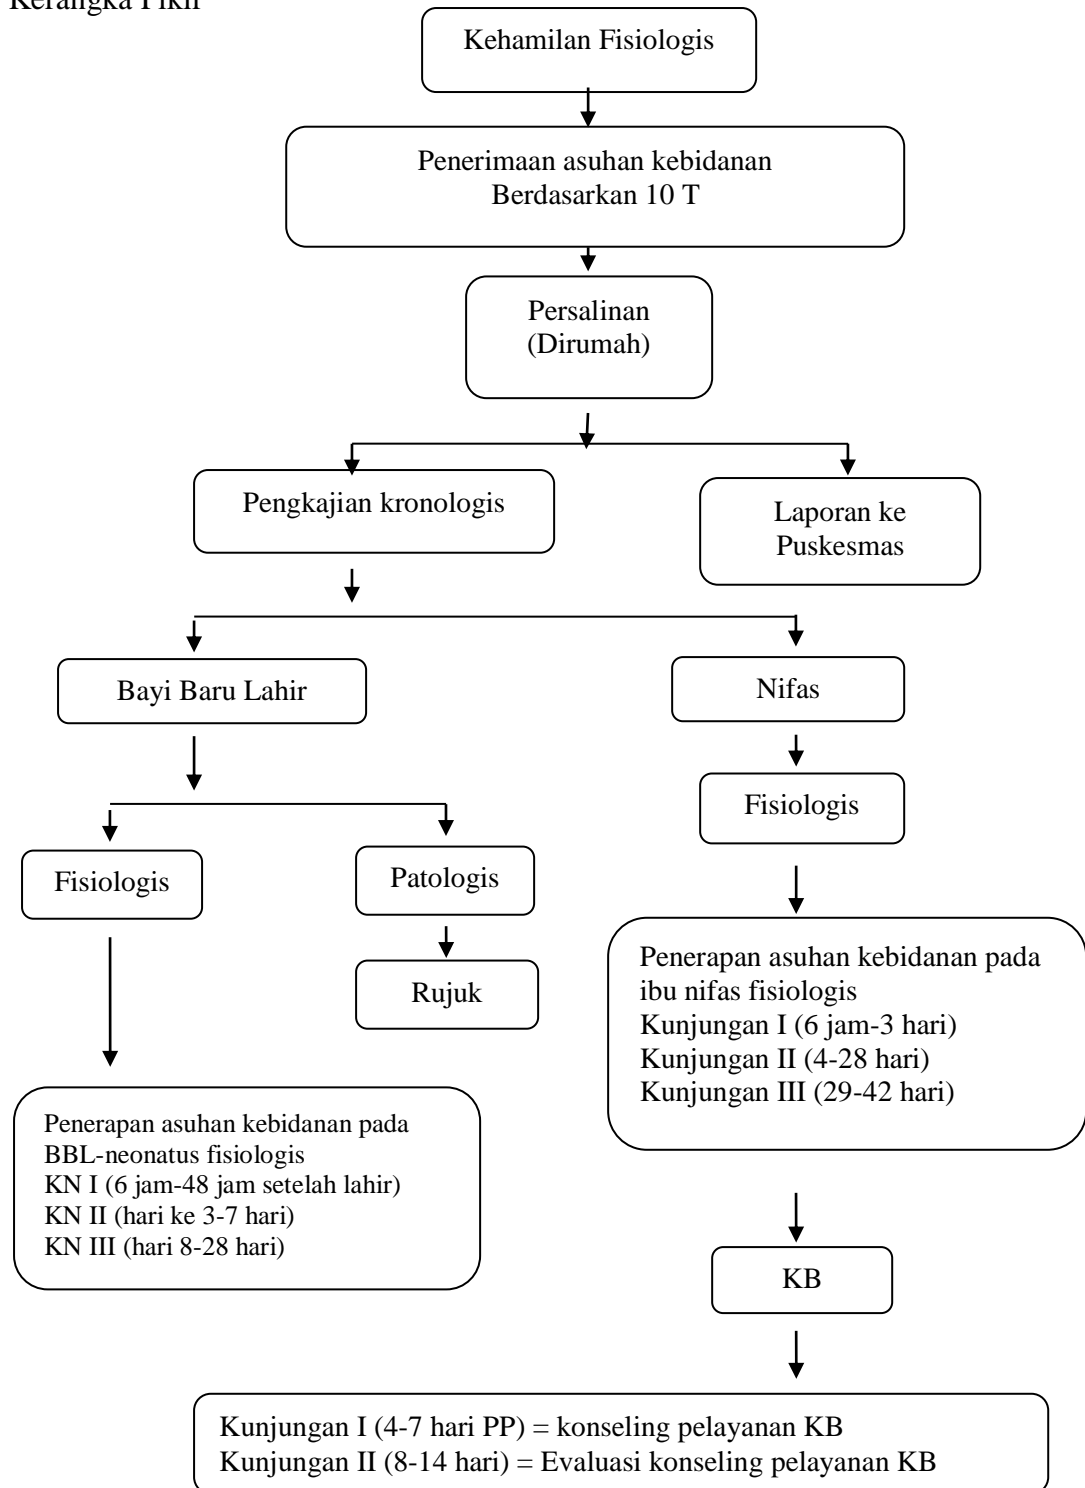 Kerangka Pikir
Kehamilan Fisiologis
Penerimaan asuhan kebidanan
Berdasarkan 10 T
Persalinan
(Dirumah)
Pengkajian kronologis
Laporan ke
Puskesmas
Bayi Baru Lahir
Nifas
Fisiologis
Fisiologis
Patologis
Rujuk
Penerapan asuhan kebidanan pada
ibu nifas fisiologis
Kunjungan I (6 jam-3 hari)
Kunjungan II (4-28 hari)
Kunjungan III (29-42 hari)
Penerapan asuhan kebidanan pada
BBL-neonatus fisiologis
KN I (6 jam-48 jam setelah lahir)
KN II (hari ke 3-7 hari)
KN III (hari 8-28 hari)
KB
Kunjungan I (4-7 hari PP) = konseling pelayanan KB
Kunjungan II (8-14 hari) = Evaluasi konseling pelayanan KB